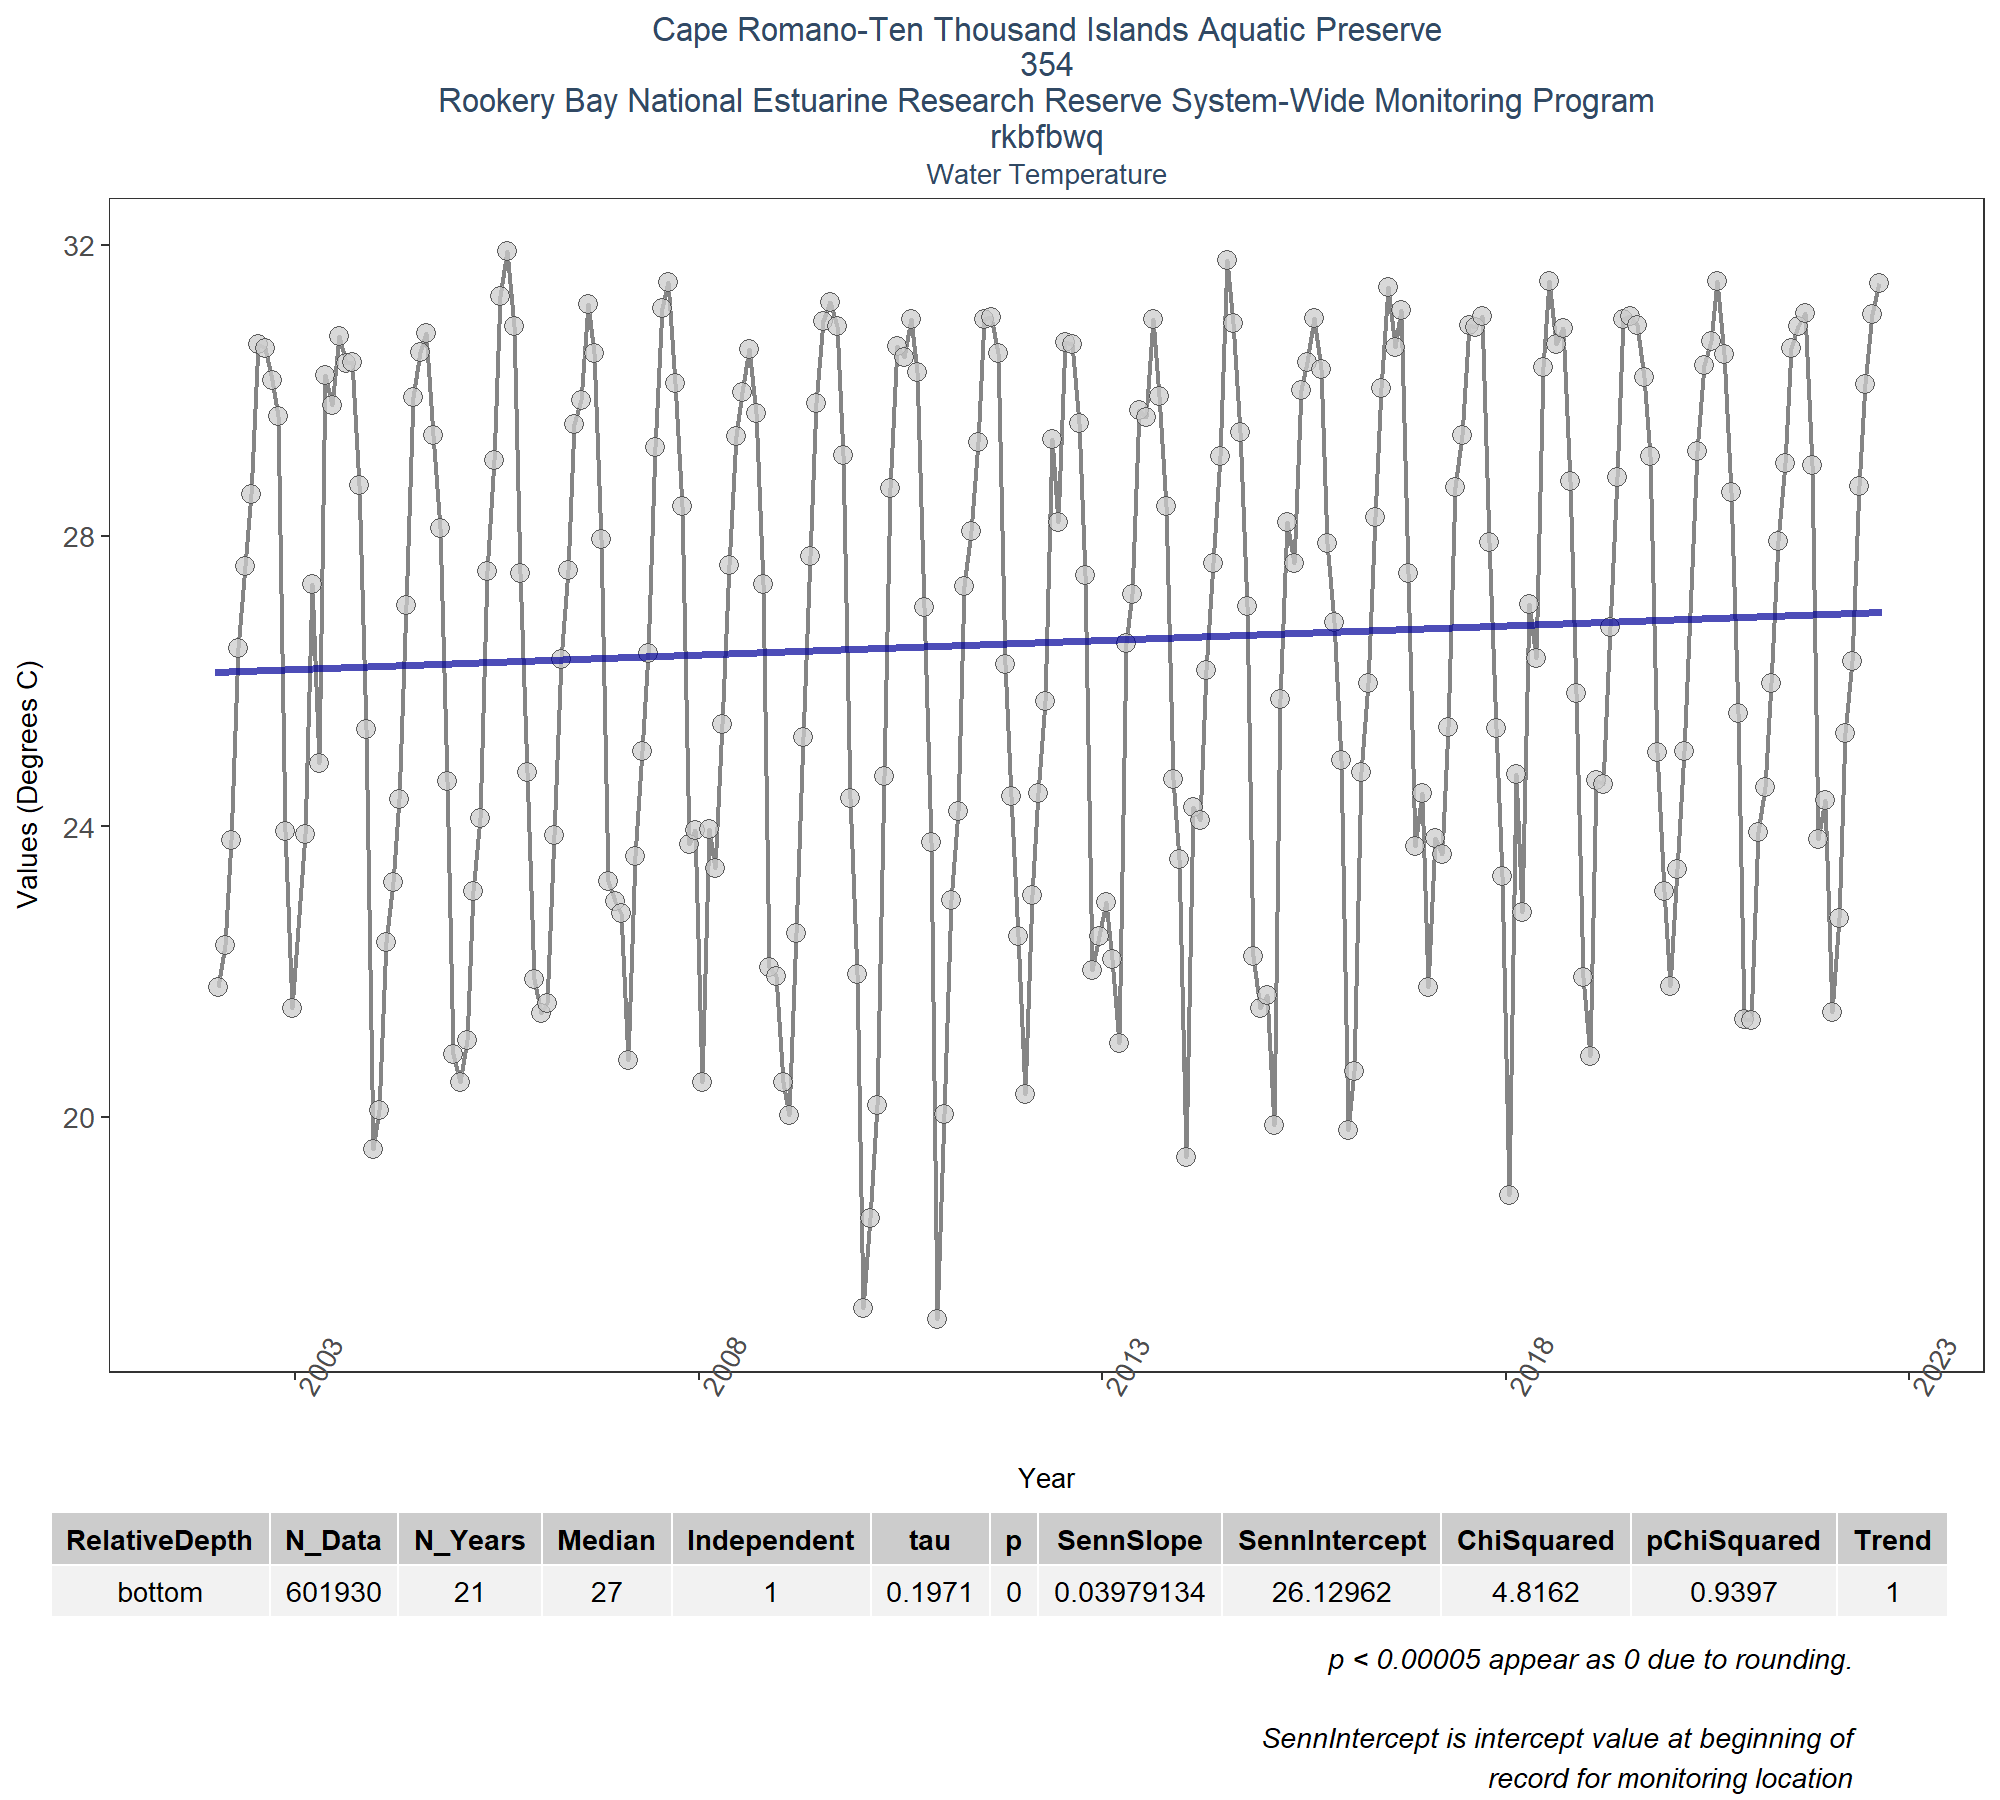 Cape Romano-Ten Thousand Islands Aquatic Preserve
354
Rookery Bay National Estuarine Research Reserve System-Wide Monitoring Program
rkbfbwq
Water Temperature
Values (Degrees C)
32
28
24
20
2003
2008
2013
2018
2023
Year
RelativeDepth N_Data N_Years Median Independent tau p SennSlope SennIntercept ChiSquared pChiSquared Trend
bottom 601930 21 27 1 0.1971 0 0.03979134 26.12962 4.8162 0.9397 1
p < 0.00005 appear as 0 due to rounding.
SennIntercept is intercept value at beginning of
record for monitoring location